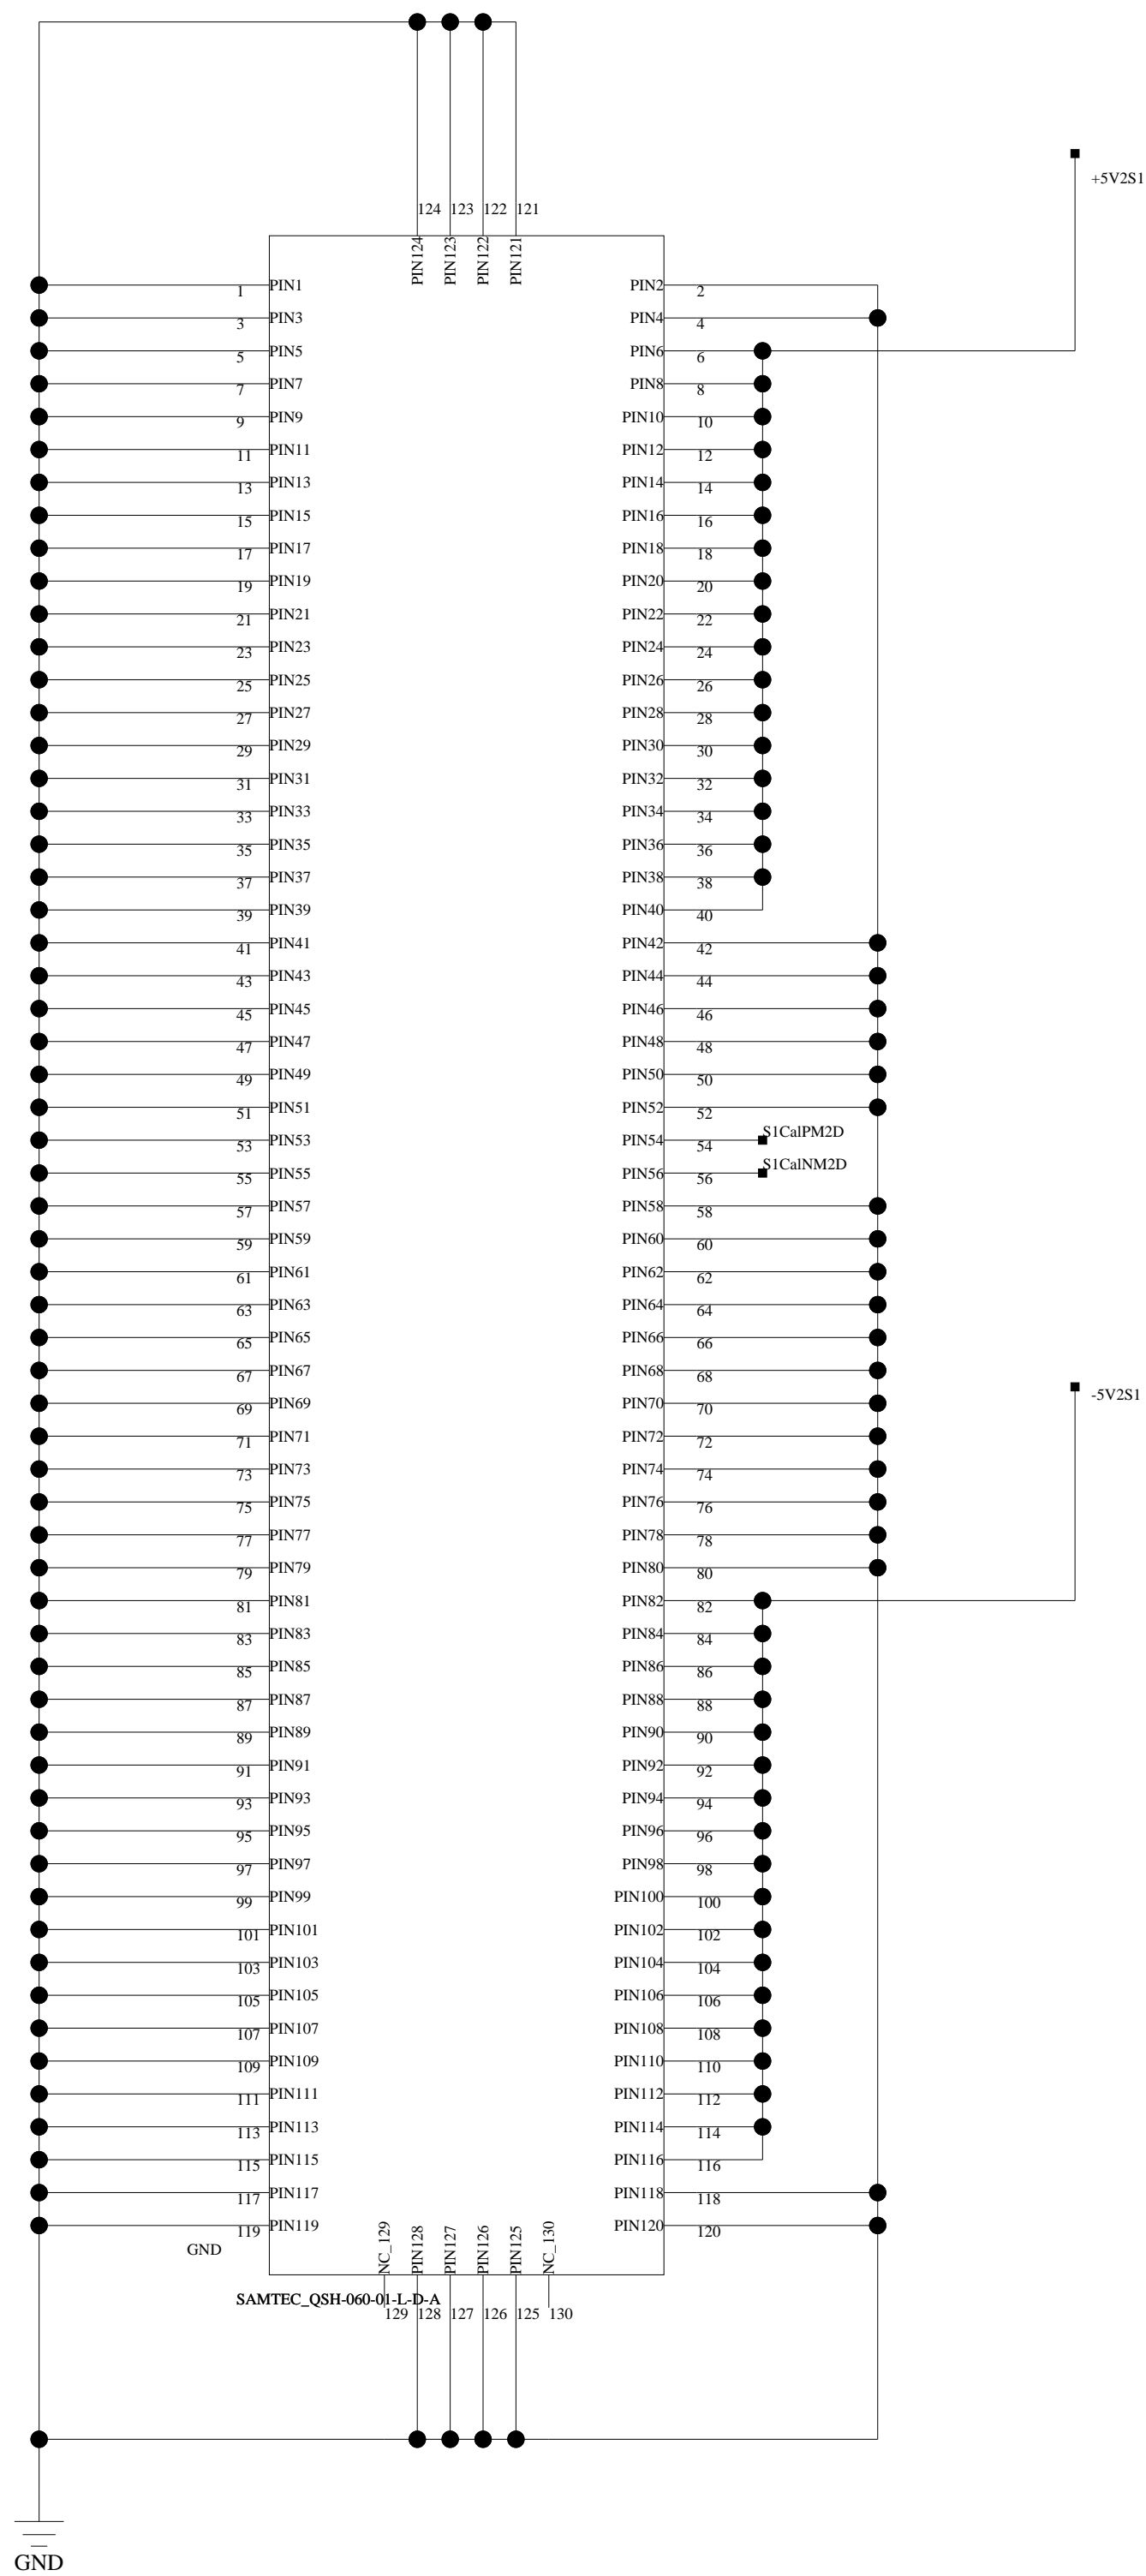 +5V2S1
124 123 122 121
PIN124 PIN123 PIN122 PIN121
1 PIN1 PIN2 2
3 PIN3 PIN4 4
5 PIN5 PIN6 6
7 PIN7 PIN8 8
9 PIN9 PIN10 10
11 PIN11 PIN12 12
13 PIN13 PIN14 14
15 PIN15 PIN16 16
17 PIN17 PIN18 18
19 PIN19 PIN20 20
21 PIN21 PIN22 22
23 PIN23 PIN24 24
25 PIN25 PIN26 26
27 PIN27 PIN28 28
29 PIN29 PIN30 30
31 PIN31 PIN32 32
33 PIN33 PIN34 34
35 PIN35 PIN36 36
37 PIN37 PIN38 38
39 PIN39 PIN40 40
41 PIN41 PIN42 42
43 PIN43 PIN44 44
45 PIN45 PIN46 46
47 PIN47 PIN48 48
49 PIN49 PIN50 50
51 PIN51 PIN52 52
53 PIN53 PIN54 54 S1CalPM2D
55 PIN55 PIN56 56 S1CalNM2D
57 PIN57 PIN58 58
59 PIN59 PIN60 60
61 PIN61 PIN62 62
63 PIN63 PIN64 64
65 PIN65 PIN66 66
67 PIN67 PIN68 68
-5V2S1
69 PIN69 PIN70 70
71 PIN71 PIN72 72
73 PIN73 PIN74 74
75 PIN75 PIN76 76
77 PIN77 PIN78 78
79 PIN79 PIN80 80
81 PIN81 PIN82 82
83 PIN83 PIN84 84
85 PIN85 PIN86 86
87 PIN87 PIN88 88
89 PIN89 PIN90 90
91 PIN91 PIN92 92
93 PIN93 PIN94 94
95 PIN95 PIN96 96
97 PIN97 PIN98 98
99 PIN99 PIN100 100
101 PIN101 PIN102 102
103 PIN103 PIN104 104
105 PIN105 PIN106 106
107 PIN107 PIN108 108
109 PIN109 PIN110 110
111 PIN111 PIN112 112
113 PIN113 PIN114 114
115 PIN115 PIN116 116
117 PIN117 PIN118 118
119 PIN119 PIN120 120
GND
NC_129 PIN128 PIN127 PIN126 PIN125 NC_130
SAMTEC_QSH-060-01-L-D-A
129 128 127 126 125 130
GND